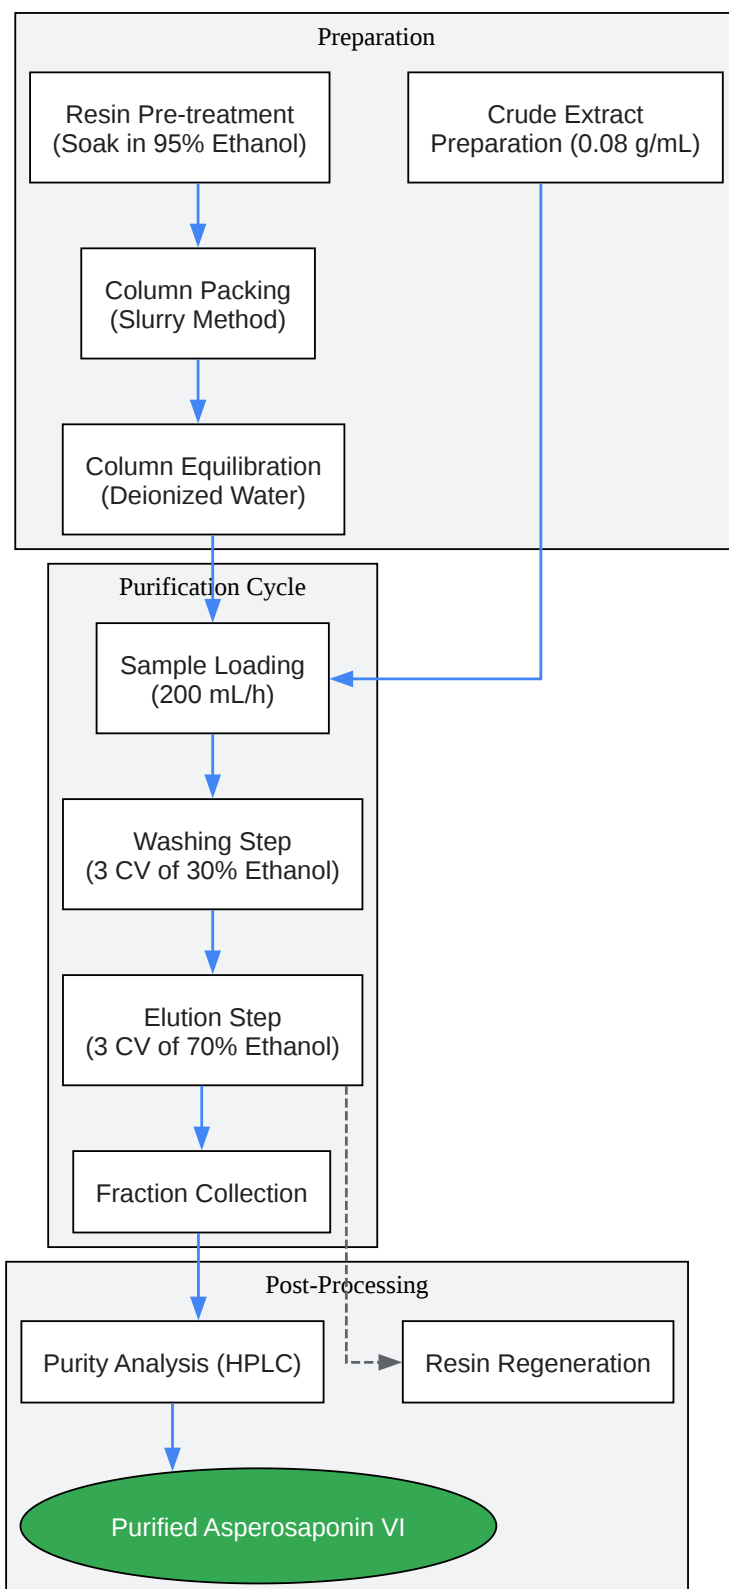 Preparation
Resin Pre-treatment
(Soak in 95% Ethanol)
Crude Extract
Preparation (0.08 g/mL)
Column Packing
(Slurry Method)
Column Equilibration
(Deionized Water)
Purification Cycle
Sample Loading
(200 mL/h)
Washing Step
(3 CV of 30% Ethanol)
Elution Step
(3 CV of 70% Ethanol)
Fraction Collection
Post-Processing
Purity Analysis (HPLC)
Resin Regeneration
Purified Asperosaponin VI